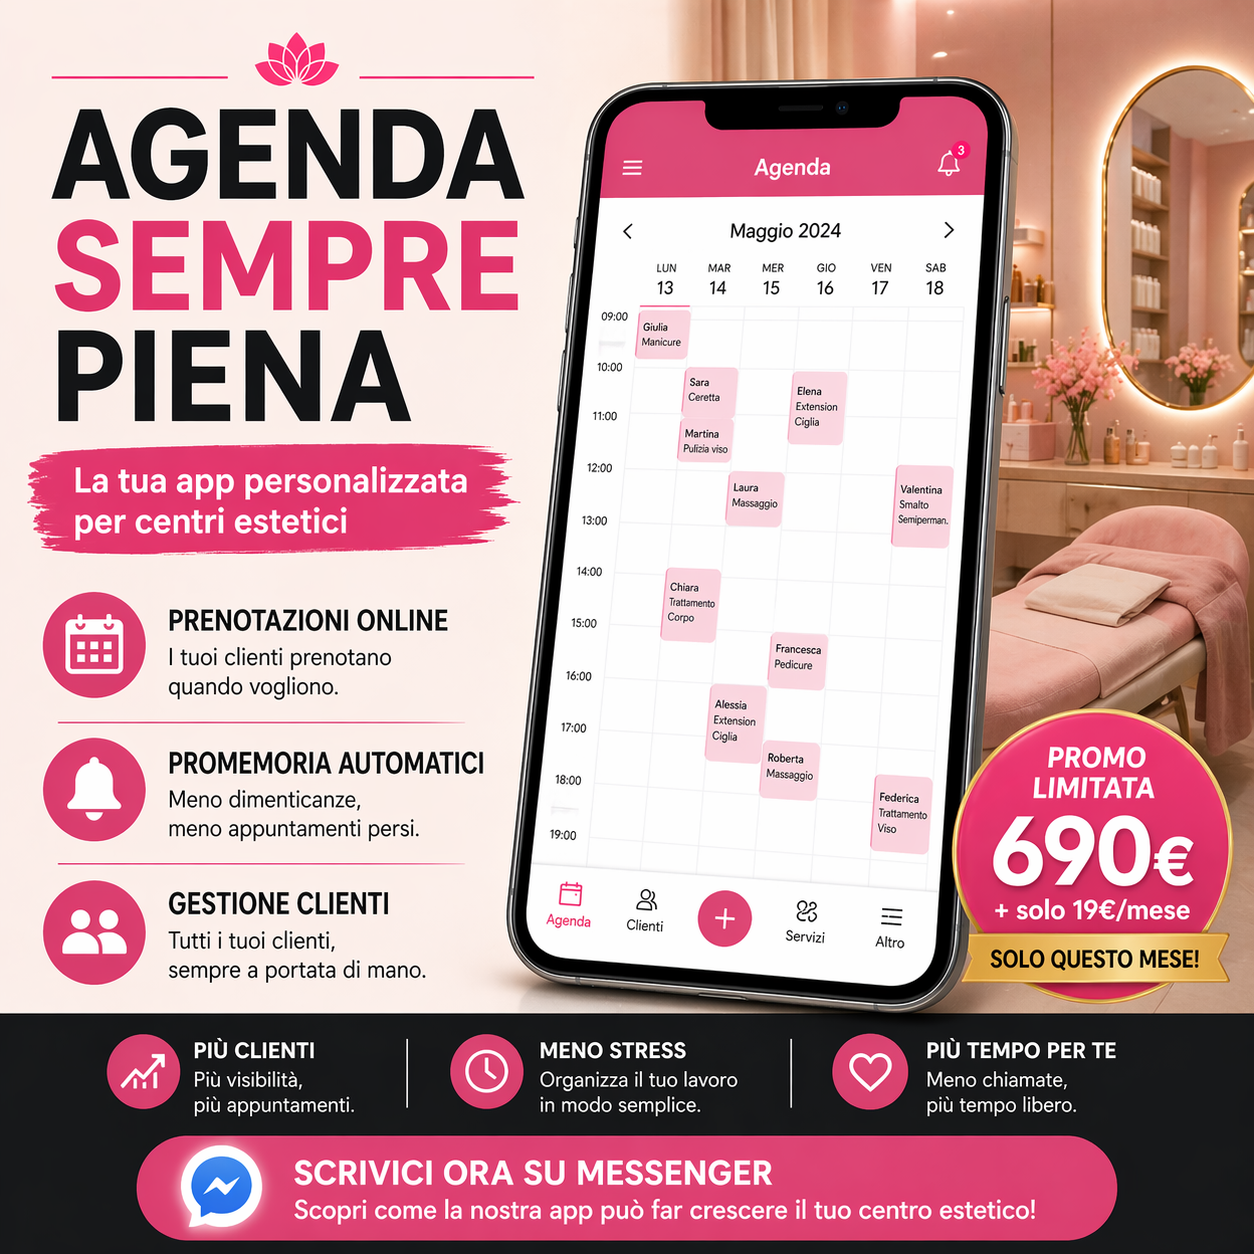 AGENDA
SEMPRE
PIENA
La tua app personalizzata
per centri estetici
PRENOTAZIONI ONLINE
I tuoi clienti prenotano
quando vogliono.
PROMEMORIA AUTOMATICI
Meno dimenticanze,
meno appuntamenti persi.
GESTIONE CLIENTI
Tutti i tuoi clienti,
sempre a portata di mano.
Agenda
3
Maggio 2024
LUN MAR MER GIO VEN SAB
13 14 15 16 17 18
09:00
Giulia
Manicure
10:00
Sara
Ceretta
Elena
Extension
Ciglia
11:00
Martina
Pulizia viso
12:00
Laura
Massaggio
Valentina
Smalto
Semiperman.
13:00
14:00
Chiara
Trattamento
Corpo
15:00
Francesca
Pedicure
16:00
Alessia
Extension
Ciglia
17:00
Roberta
Massaggio
18:00
Federica
Trattamento
Viso
19:00
Agenda
Clienti
Servizi
Altro
PROMO
LIMITATA
690€
+ solo 19€/mese
SOLO QUESTO MESE!
PIÙ CLIENTI
Più visibilità,
più appuntamenti.
MENO STRESS
Organizza il tuo lavoro
in modo semplice.
PIÙ TEMPO PER TE
Meno chiamate,
più tempo libero.
SCRIVICI ORA SU MESSENGER
Scopri come la nostra app può far crescere il tuo centro estetico!